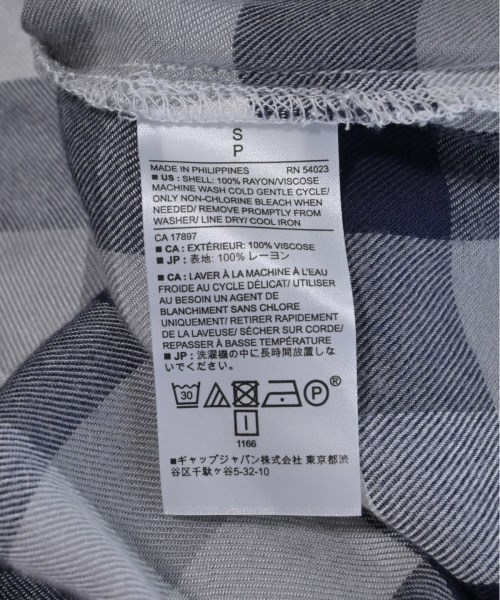 S
P
MADE IN PHILIPPINES RN 54023
■ US : SHELL: 100% RAYON/VISCOSE
MACHINE WASH COLD GENTLE CYCLE/
ONLY NON-CHLORINE BLEACH WHEN
NEEDED/ REMOVE PROMPTLY FROM
WASHER/ LINE DRY/ COOL IRON
CA 17897
■ CA : EXTÉRIEUR: 100% VISCOSE
■ JP : 表地: 100% レーヨン
■ CA : LAVER À LA MACHINE À L'EAU
FROIDE AU CYCLE DÉLICAT/ UTILISER
AU BESOIN UN AGENT DE
BLANCHIMENT SANS CHLORE
UNIQUEMENT/ RETIRER RAPIDEMENT
DE LA LAVEUSE/ SÉCHER SUR CORDE/
REPASSER À BASSE TEMPÉRATURE
■ JP : 洗濯機の中に長時間放置しな
いでください。
30 P ®
1166
■ギャップジャパン株式会社 東京都渋
谷区千駄ヶ谷5-32-10